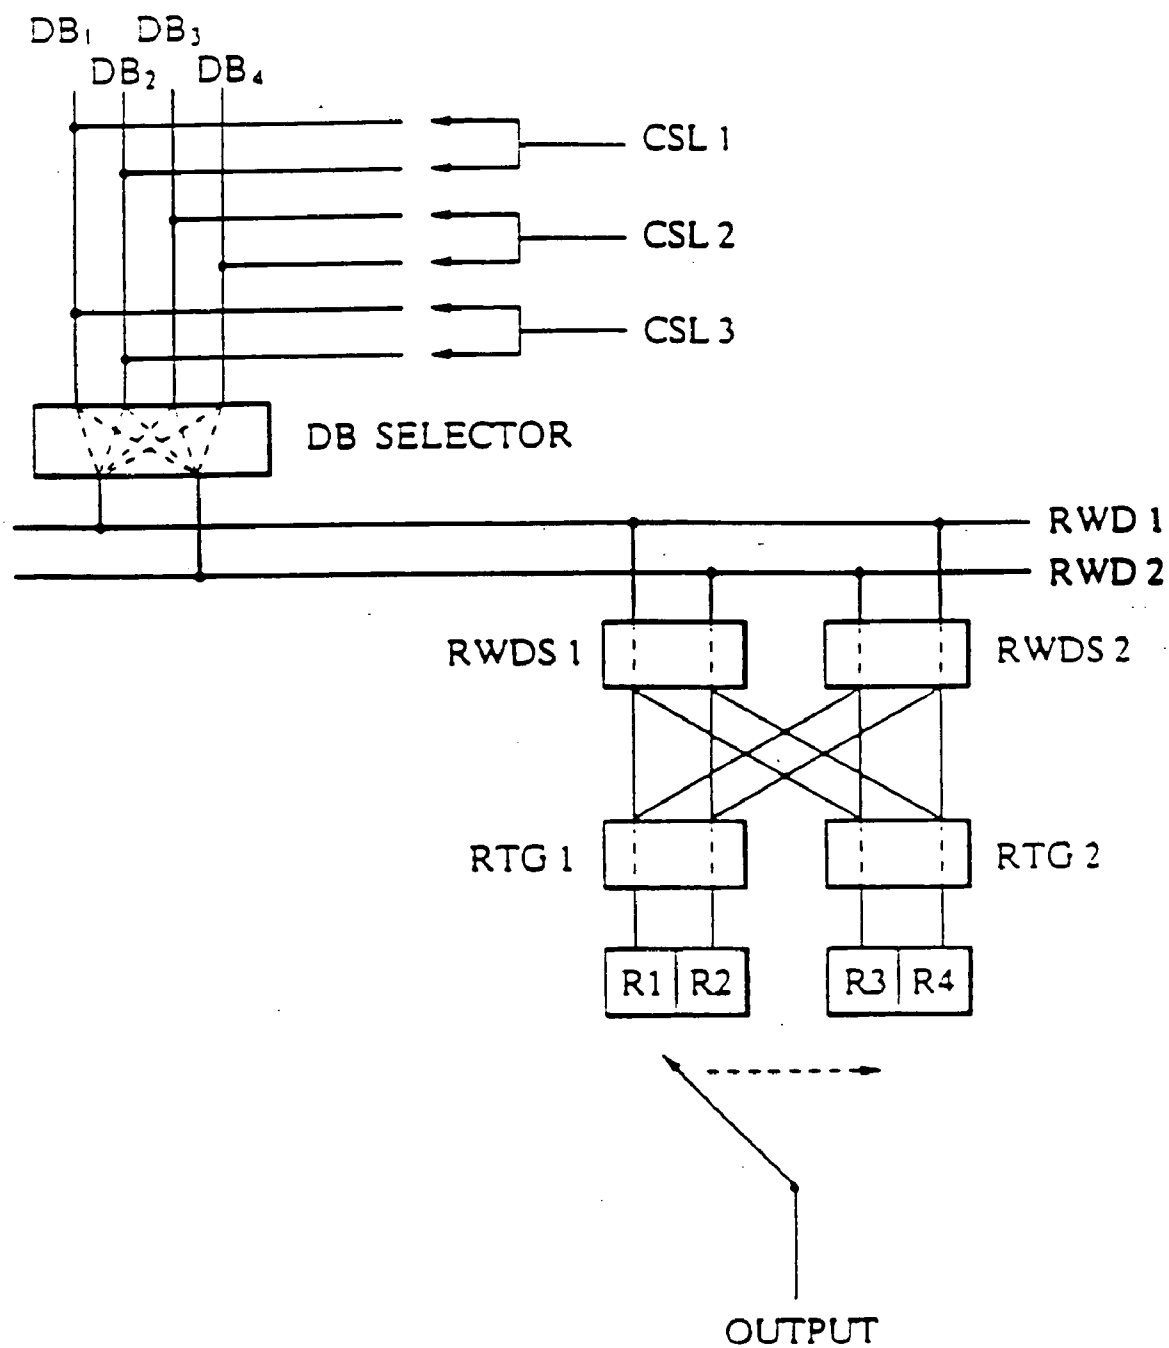 DB₁ DB₃
DB₂ DB₄
CSL 1
CSL 2
CSL 3
DB SELECTOR
RWD 1
RWD 2
RWDS 1 RWDS 2
RTG 1 RTG 2
R1 R2 R3 R4
OUTPUT